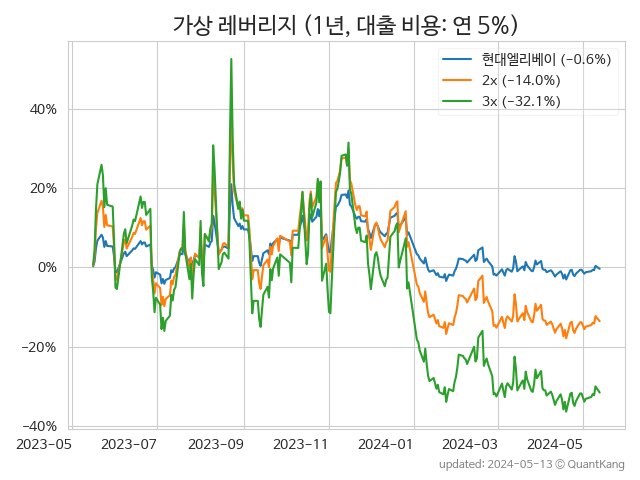 가상 레버리지 (1년, 대출 비용: 연 5%)
현대엘리베이 (−0.6%)
2x (−14.0%)
3x (−32.1%)
40%
20%
0%
−20%
−40%
2023-05 2023-07 2023-09 2023-11 2024-01 2024-03 2024-05
updated: 2024-05-13 © QuantKang